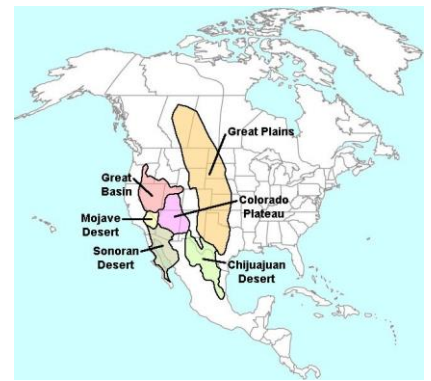 Great Plains
Great
Basin
Colorado
Plateau
Mojave
Desert
Sonoran
Desert
Chijuajuan
Desert